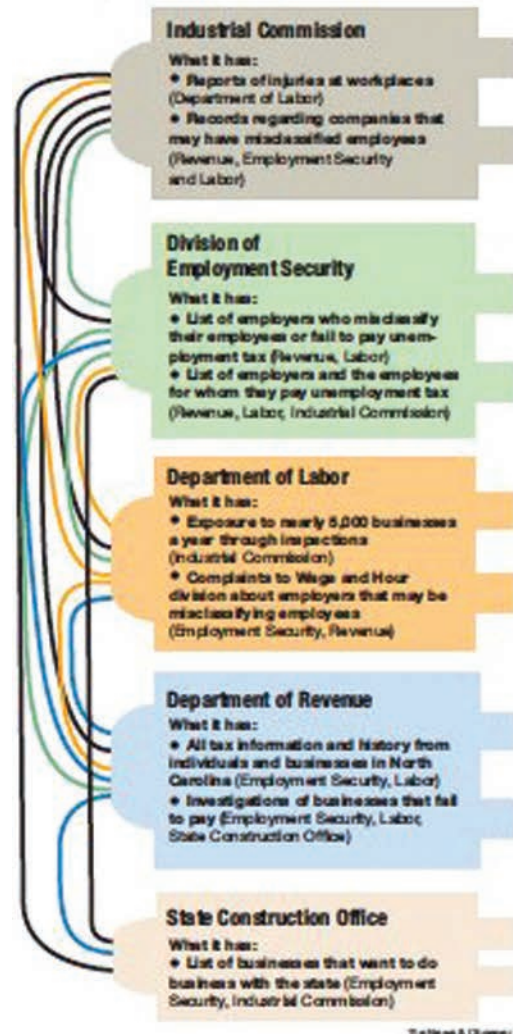 Industrial Commission
What it has:
• Reports of injuries at workplaces
(Department of Labor)
• Records regarding companies that
may have misclassified employees
(Revenue, Employment Security
and Labor)
Division of
Employment Security
What it has:
• List of employers who misclassify
their employees or fail to pay unem-
ployment tax (Revenue, Labor)
• List of employers and the employees
for whom they pay unemployment tax
(Revenue, Labor, Industrial Commission)
Department of Labor
What it has:
• Exposure to nearly 5,000 businesses
a year through inspections
(Industrial Commission)
• Complaints to Wage and Hour
division about employers that may be
misclassifying employees
(Employment Security, Revenue)
Department of Revenue
What it has:
• All tax information and history from
individuals and businesses in North
Carolina (Employment Security, Labor)
• Investigations of businesses that fail
to pay (Employment Security, Labor,
State Construction Office)
State Construction Office
What it has:
• List of businesses that want to do
business with the state (Employment
Security, Industrial Commission)